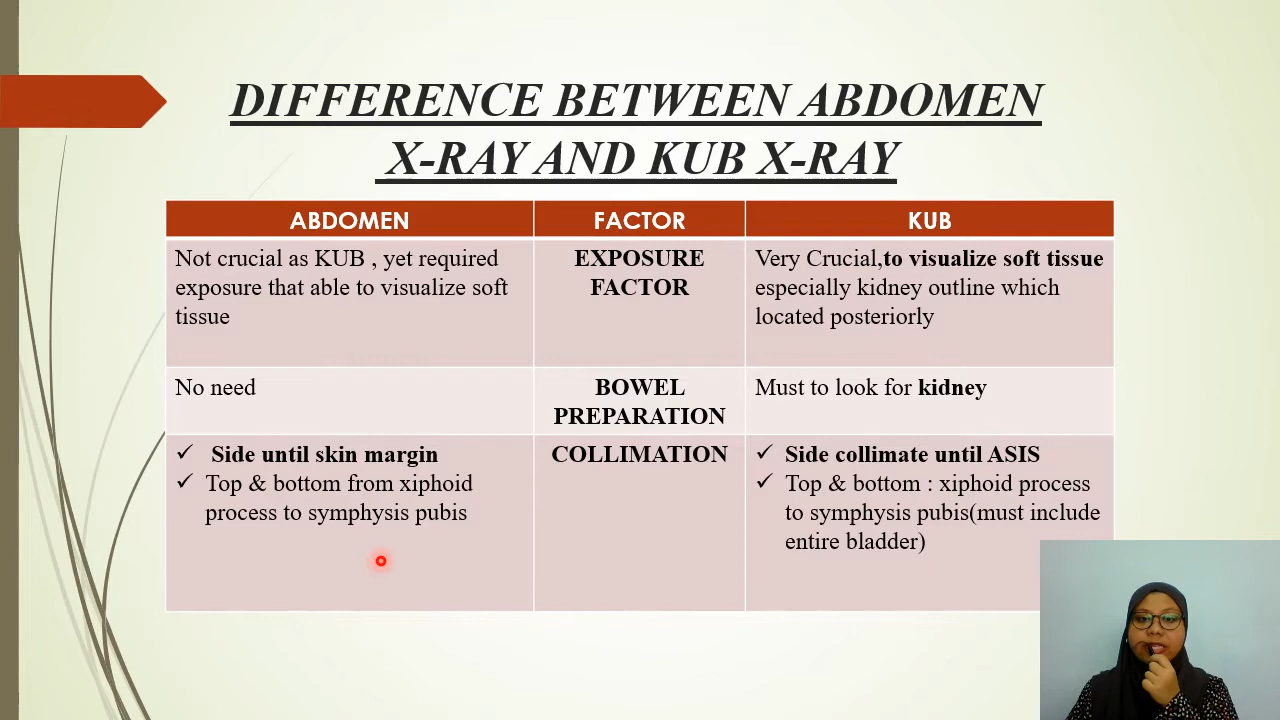 DIFFERENCE BETWEEN ABDOMEN
X-RAY AND KUB X-RAY
ABDOMEN
FACTOR
KUB
Not crucial as KUB , yet required
exposure that able to visualize soft
tissue
EXPOSURE
FACTOR
Very Crucial,to visualize soft tissue
especially kidney outline which
located posteriorly
No need
BOWEL
PREPARATION
Must to look for kidney
✓ Side until skin margin
✓ Top & bottom from xiphoid
process to symphysis pubis
COLLIMATION
✓ Side collimate until ASIS
✓ Top & bottom : xiphoid process
to symphysis pubis(must include
entire bladder)